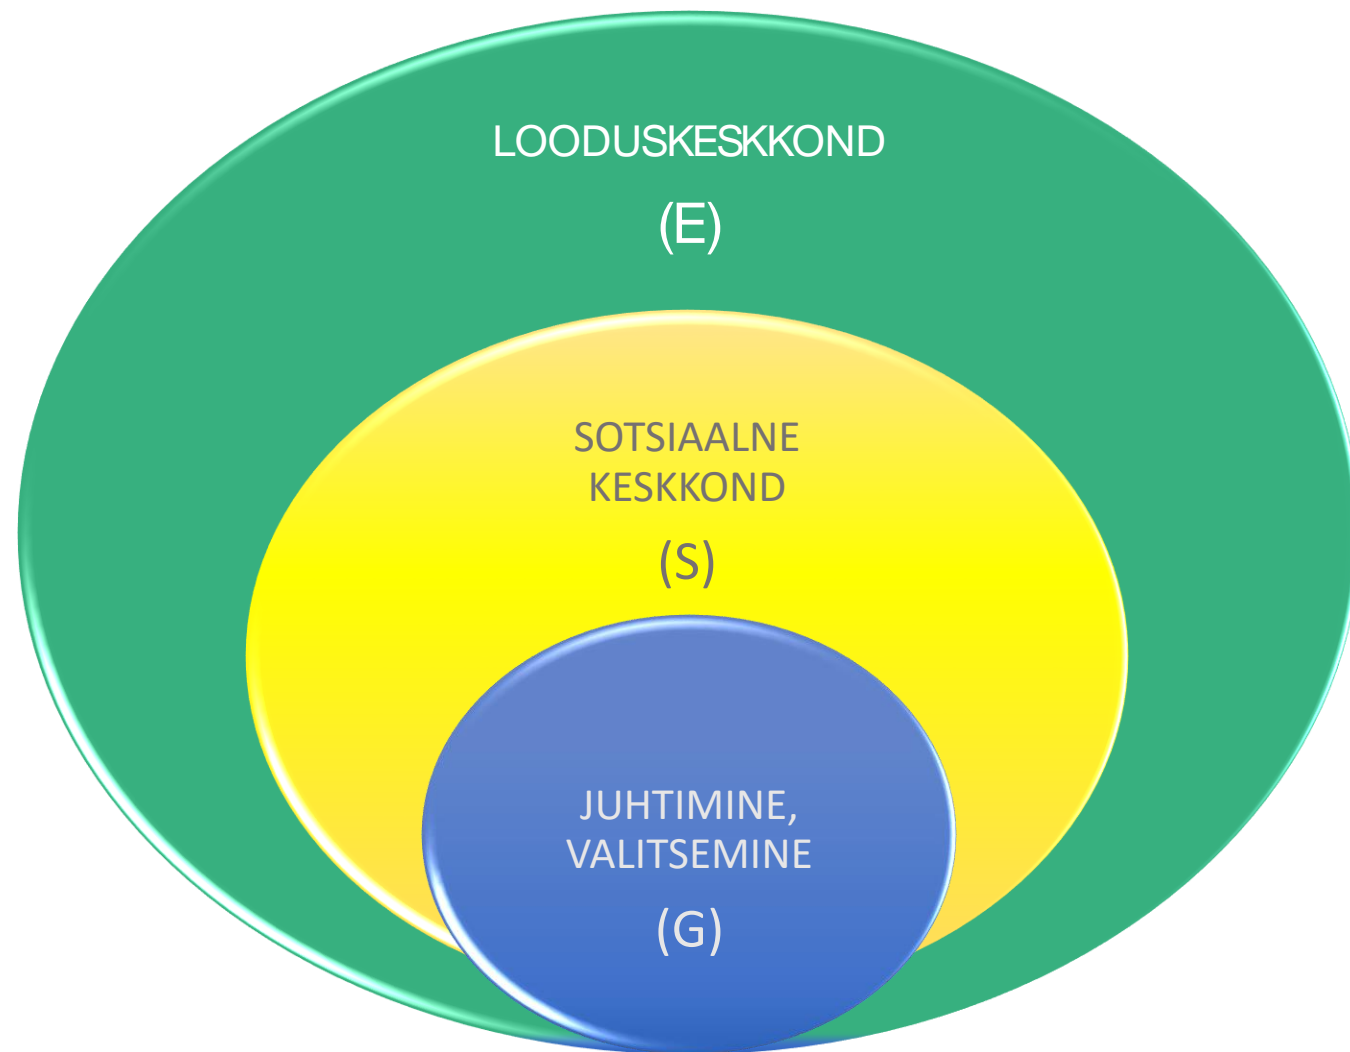 LOODUSKESKKOND
(E)
SOTSIAALNE
KESKKOND
(S)
JUHTIMINE,
VALITSEMINE
(G)